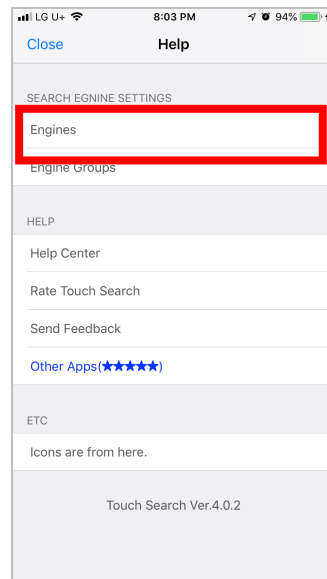 LG U+ 8:03 PM 94%
Close Help
SEARCH EGNINE SETTINGS
Engines
Engine Groups
HELP
Help Center
Rate Touch Search
Send Feedback
Other Apps(★★★★★)
ETC
Icons are from here.
Touch Search Ver.4.0.2